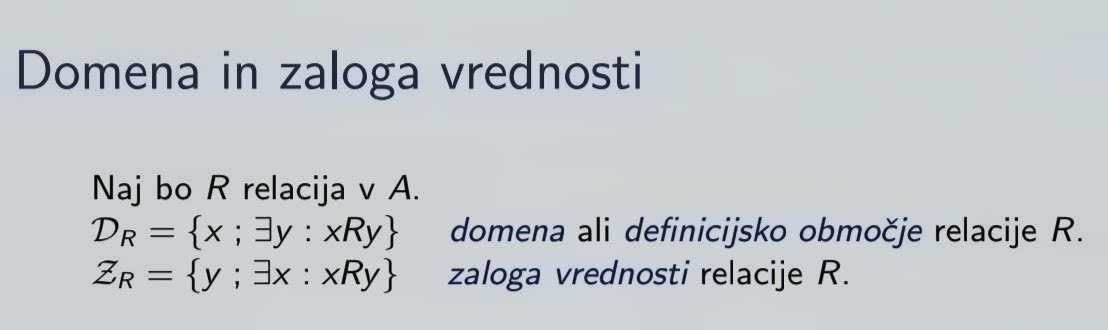 Domena in zaloga vrednosti
Naj bo R relacija v A.
𝒟_R = {x ; ∃y : xRy} domena ali definicijsko območje relacije R.
𝒵_R = {y ; ∃x : xRy} zaloga vrednosti relacije R.